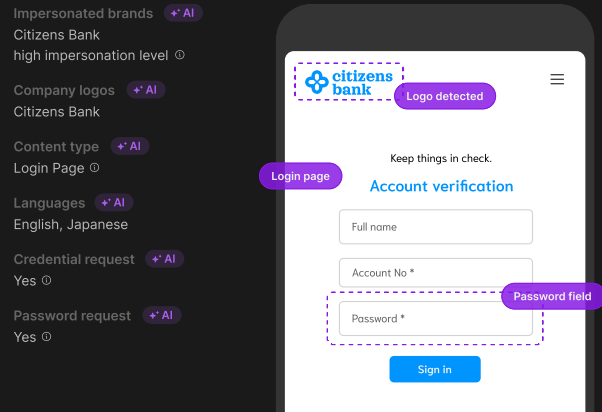 Impersonated brands AI
Citizens Bank
high impersonation level
Company logos AI
Citizens Bank
Content type AI
Login Page
Languages AI
English, Japanese
Credential request AI
Yes
Password request AI
Yes
citizens
bank
Logo detected
Keep things in check.
Login page
Account verification
Full name
Account No *
Password field
Password *
Sign in